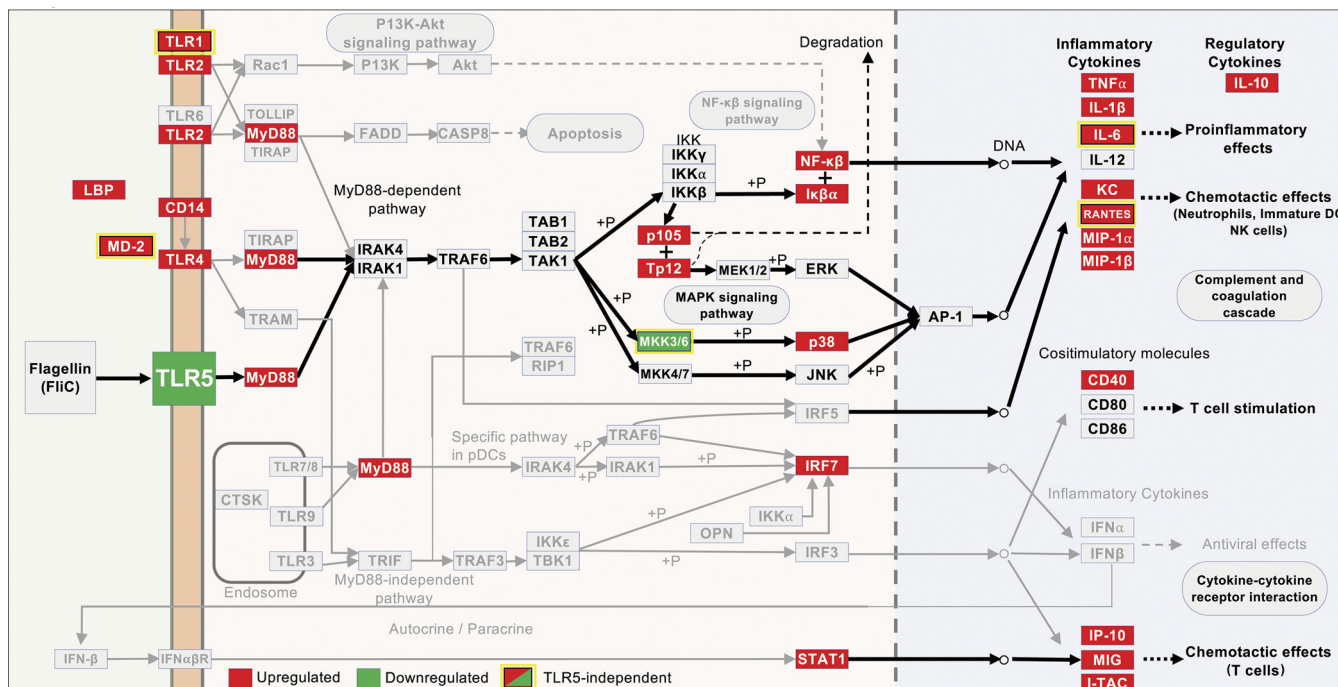 P13K-Akt
signaling pathway
TLR1
TLR2
Rac1
P13K
Akt
Degradation
Inflammatory
Cytokines
Regulatory
Cytokines
TNFα
IL-10
IL-1β
TLR6
TLR2
TOLLIP
MyD88
TIRAP
FADD
CASP8
Apoptosis
NF-κβ signaling
pathway
IKK
IKKγ
IKKα
IKKβ
+P
NF-κβ
+
Iκβα
DNA
IL-6
Proinflammatory
effects
IL-12
LBP
CD14
MD-2
TLR4
TIRAP
MyD88
TRAM
MyD88-dependent
pathway
IRAK4
IRAK1
TRAF6
TAB1
TAB2
TAK1
+P
p105
+
Tp12
MEK1/2
+P
ERK
KC
Chemotactic effects
RANTES
(Neutrophils, Immature DC
NK cells)
MIP-1α
MIP-1β
MAPK signaling
pathway
AP-1
Complement and
coagulation
cascade
+P
MKK3/6
+P
p38
+P
MKK4/7
+P
JNK
+P
Flagellin
(FliC)
TLR5
MyD88
TRAF6
RIP1
Cositimulatory molecules
CD40
CD80
T cell stimulation
CD86
IRF5
Specific pathway
in pDCs
TRAF6
+P
TLR7/8
MyD88
IRAK4
+P
IRAK1
+P
IRF7
CTSK
TLR9
IKKα
OPN
+P
Inflammatory Cytokines
IFNα
IFNβ
Antiviral effects
TLR3
Endosome
TRIF
MyD88-independent
pathway
TRAF3
IKKε
TBK1
+P
IRF3
Cytokine-cytokine
receptor interaction
Autocrine / Paracrine
IFN-β
IFNαβR
STAT1
IP-10
MIG
I-TAC
Chemotactic effects
(T cells)
Upregulated
Downregulated
TLR5-independent